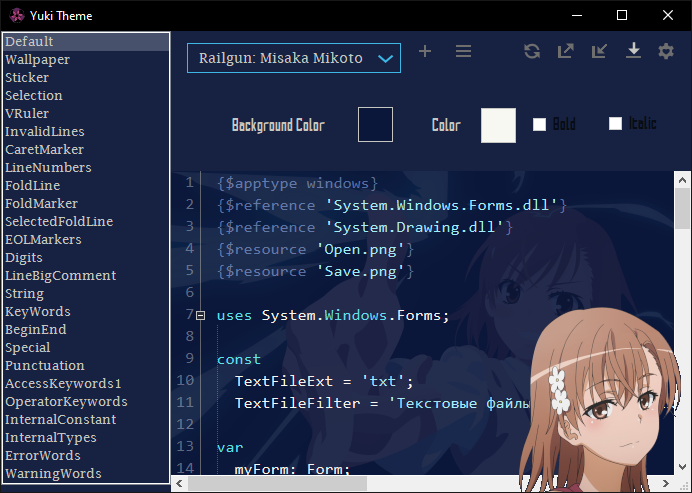 Yuki Theme
Default
Wallpaper
Sticker
Selection
VRuler
InvalidLines
CaretMarker
LineNumbers
FoldLine
FoldMarker
SelectedFoldLine
EOLMarkers
Digits
LineBigComment
String
KeyWords
BeginEnd
Special
Punctuation
AccessKeywords1
OperatorKeywords
InternalConstant
InternalTypes
ErrorWords
WarningWords
Railgun: Misaka Mikoto
Background Color
Color
Bold
Italic
1 {$apptype windows}
2 {$reference 'System.Windows.Forms.dll'}
3 {$reference 'System.Drawing.dll'}
4 {$resource 'Open.png'}
5 {$resource 'Save.png'}
6
7 uses System.Windows.Forms;
8
9 const
10 TextFileExt = 'txt';
11 TextFileFilter = 'Текстовые файлы
12
13 var
14 myForm: Form;